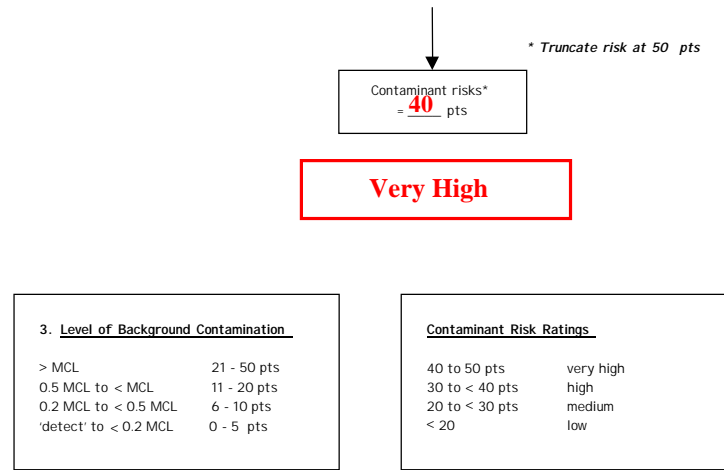 * Truncate risk at 50 pts
Contaminant risks*
= 40 pts
Very High
3. Level of Background Contamination
> MCL 21 - 50 pts
0.5 MCL to < MCL 11 - 20 pts
0.2 MCL to < 0.5 MCL 6 - 10 pts
'detect' to < 0.2 MCL 0 - 5 pts
Contaminant Risk Ratings
40 to 50 pts very high
30 to < 40 pts high
20 to < 30 pts medium
< 20 low